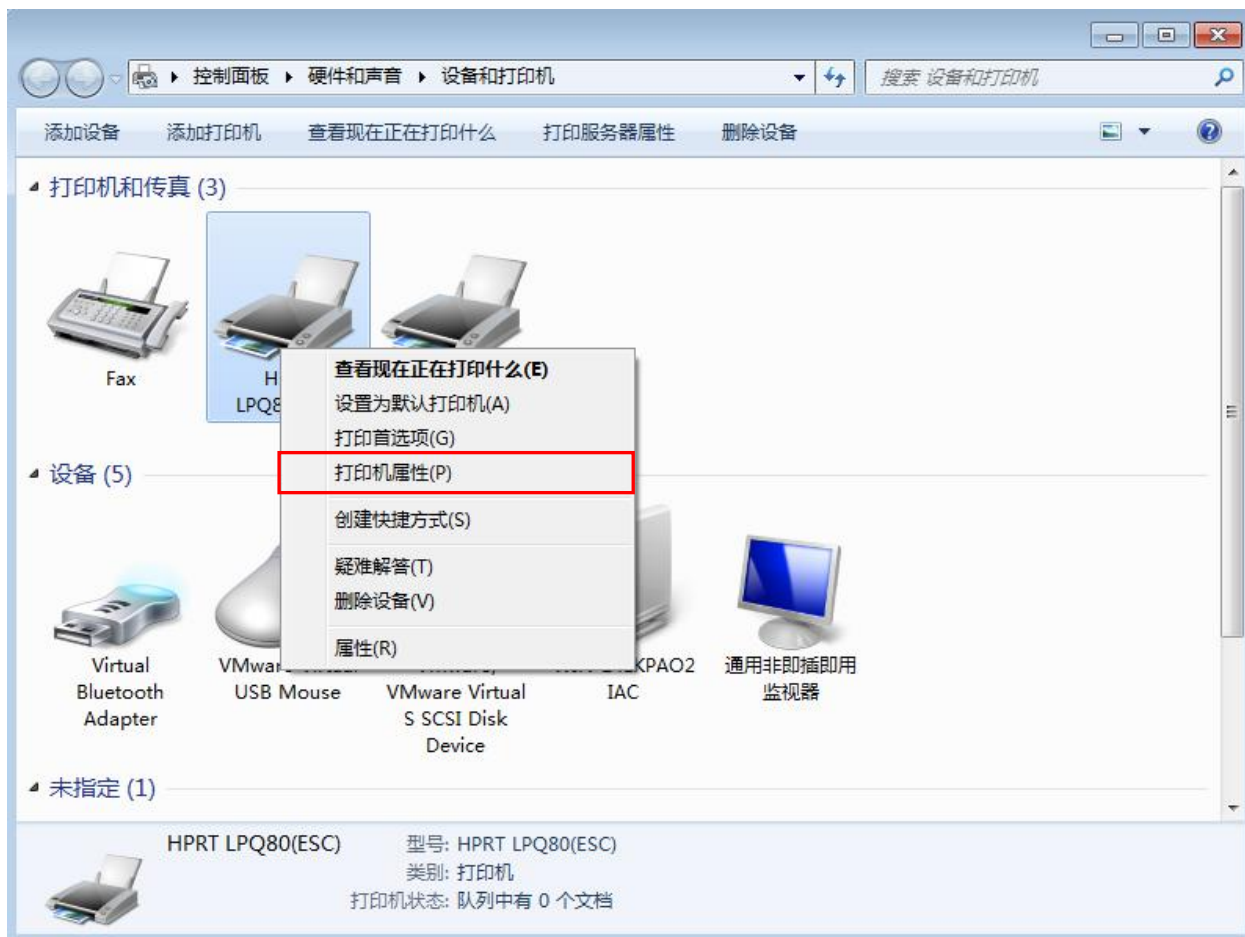 控制面板 硬件和声音 设备和打印机
搜索 设备和打印机
添加设备 添加打印机 查看现在正在打印什么 打印服务器属性 删除设备
打印机和传真 (3)
Fax
H
LPQ8
查看现在正在打印什么(E)
设置为默认打印机(A)
打印首选项(G)
打印机属性(P)
创建快捷方式(S)
疑难解答(T)
删除设备(V)
属性(R)
设备 (5)
Virtual
Bluetooth
Adapter
VMwar
USB Mouse
VMware Virtual
S SCSI Disk
Device
KPAO2
IAC
通用非即插即用
监视器
未指定 (1)
HPRT LPQ80(ESC)
型号: HPRT LPQ80(ESC)
类别: 打印机
打印机状态: 队列中有 0 个文档